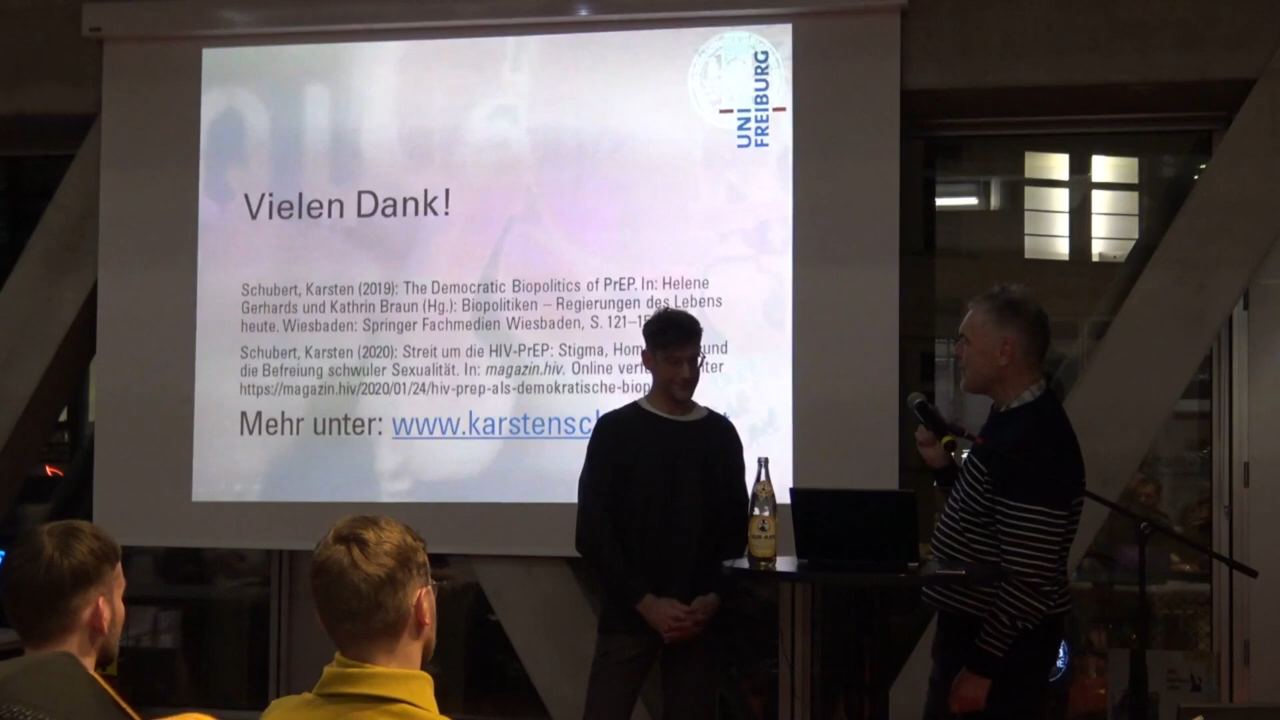 UNI
FREIBURG
Vielen Dank!
Schubert, Karsten (2019): The Democratic Biopolitics of PrEP. In: Helene
Gerhards und Kathrin Braun (Hg.): Biopolitiken – Regierungen des Lebens
heute. Wiesbaden: Springer Fachmedien Wiesbaden, S. 121–
Schubert, Karsten (2020): Streit um die HIV-PrEP: Stigma, und
die Befreiung schwuler Sexualität. In: magazin.hiv. Online
https://magazin.hiv/2020/01/24/hiv-prep-als-demokratische-biop
Mehr unter: www.karstensc